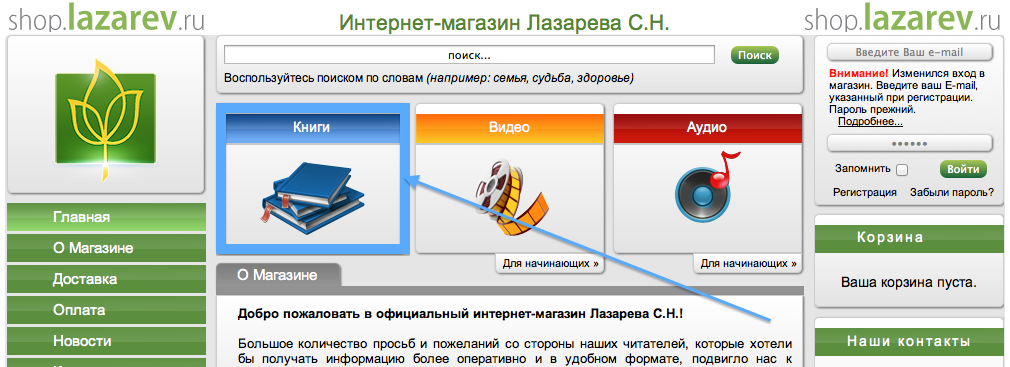 shop.lazarev.ru
Интернет-магазин Лазарева С.Н.
shop.lazarev.ru
поиск...
Поиск
Воспользуйтесь поиском по словам (например: семья, судьба, здоровье)
Книги
Видео
Аудио
Для начинающих »
Для начинающих »
Главная
О Магазине
Доставка
Оплата
Новости
О Магазине
Добро пожаловать в официальный интернет-магазин Лазарева С.Н.!
Большое количество просьб и пожеланий со стороны наших читателей, которые хотели
бы получать информацию более оперативно и в удобном формате, подвигло нас к
Введите Ваш e-mail
Внимание! Изменился вход в
магазин. Введите ваш E-mail,
указанный при регистрации.
Пароль прежний.
Подробнее...
••••••
Запомнить
Войти
Регистрация Забыли пароль?
Корзина
Ваша корзина пуста.
Наши контакты